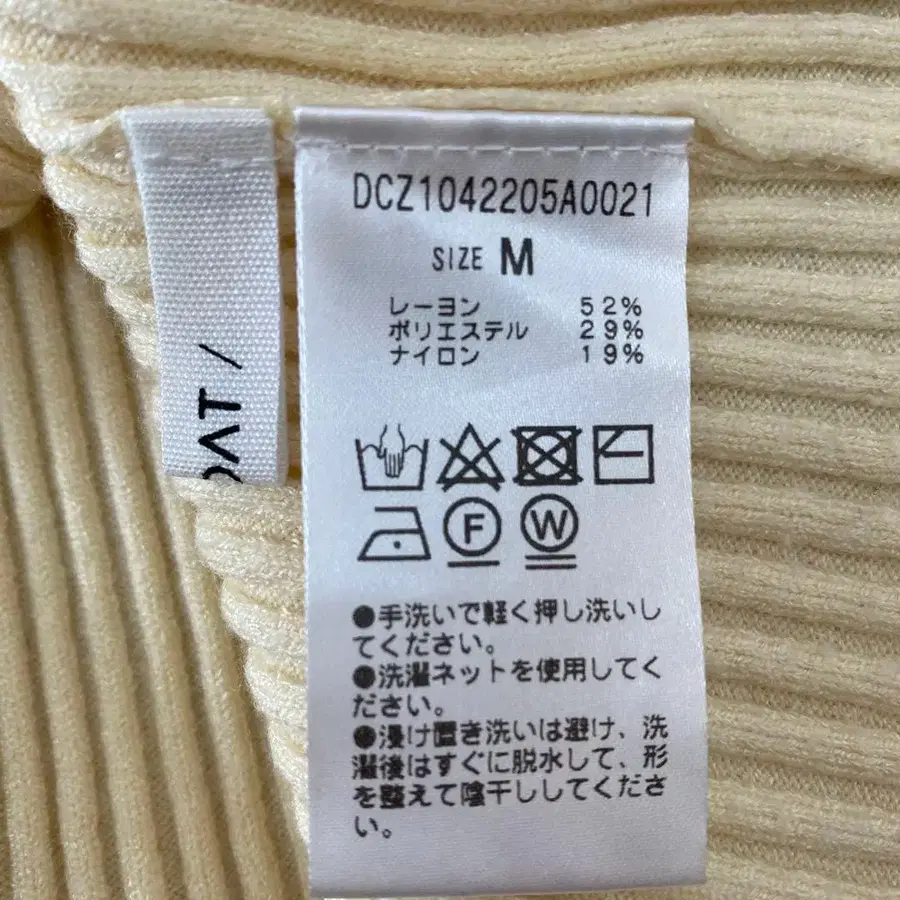 DCZ1042205A0021
SIZE M
レーヨン 52%
ポリエステル 29%
ナイロン 19%
F W
●手洗いで軽く押し洗いし
てください。
●洗濯ネットを使用してく
ださい。
●浸け置き洗いは避け、洗
濯後はすぐに脱水して、形
を整えて陰干ししてくださ
い。